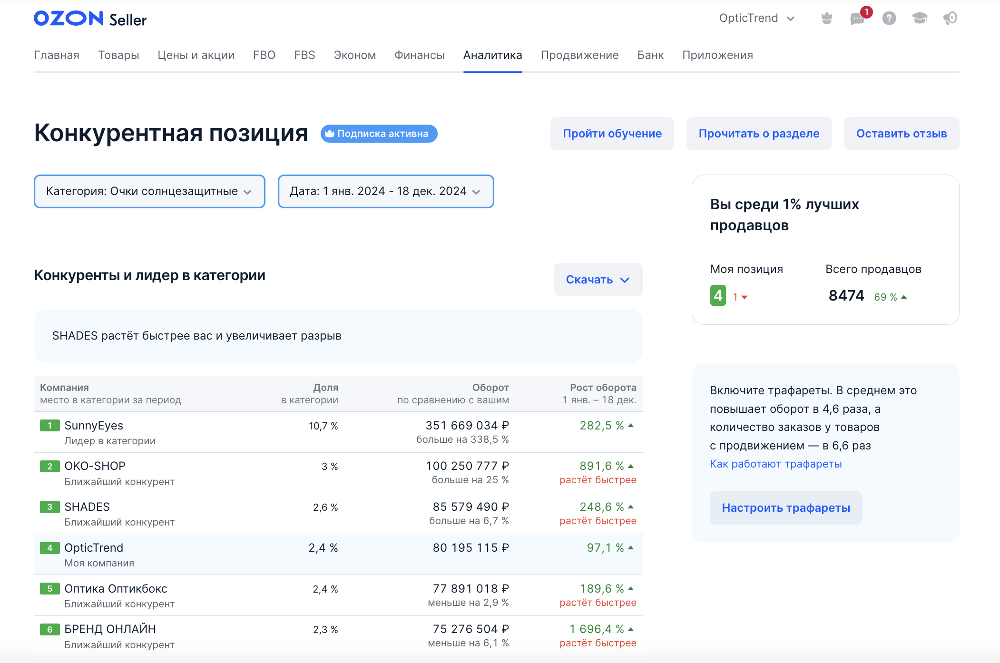 OZON Seller
OpticTrend
1
Главная Товары Цены и акции FBO FBS Эконом Финансы Аналитика Продвижение Банк Приложения
Конкурентная позиция
Подписка активна
Пройти обучение
Прочитать о разделе
Оставить отзыв
Категория: Очки солнцезащитные
Дата: 1 янв. 2024 - 18 дек. 2024
Вы среди 1% лучших
продавцов
Моя позиция Всего продавцов
4 1 8474 69 %
Конкуренты и лидер в категории
Скачать
SHADES растёт быстрее вас и увеличивает разрыв
Компания Доля Оборот Рост оборота
место в категории за период в категории по сравнению с вашим 1 янв. – 18 дек.
1 SunnyEyes 10,7 % 351 669 034 ₽ 282,5 %
Лидер в категории больше на 338,5 %
2 OKO-SHOP 3 % 100 250 777 ₽ 891,6 %
Ближайший конкурент больше на 25 % растёт быстрее
3 SHADES 2,6 % 85 579 490 ₽ 248,6 %
Ближайший конкурент больше на 6,7 % растёт быстрее
4 OpticTrend 2,4 % 80 195 115 ₽ 97,1 %
Моя компания
5 Оптика Оптикбокс 2,4 % 77 891 018 ₽ 189,6 %
Ближайший конкурент меньше на 2,9 % растёт быстрее
6 БРЕНД ОНЛАЙН 2,3 % 75 276 504 ₽ 1 696,4 %
Ближайший конкурент меньше на 6,1 % растёт быстрее
Включите трафареты. В среднем это
повышает оборот в 4,6 раза, а
количество заказов у товаров
с продвижением — в 6,6 раз
Как работают трафареты
Настроить трафареты